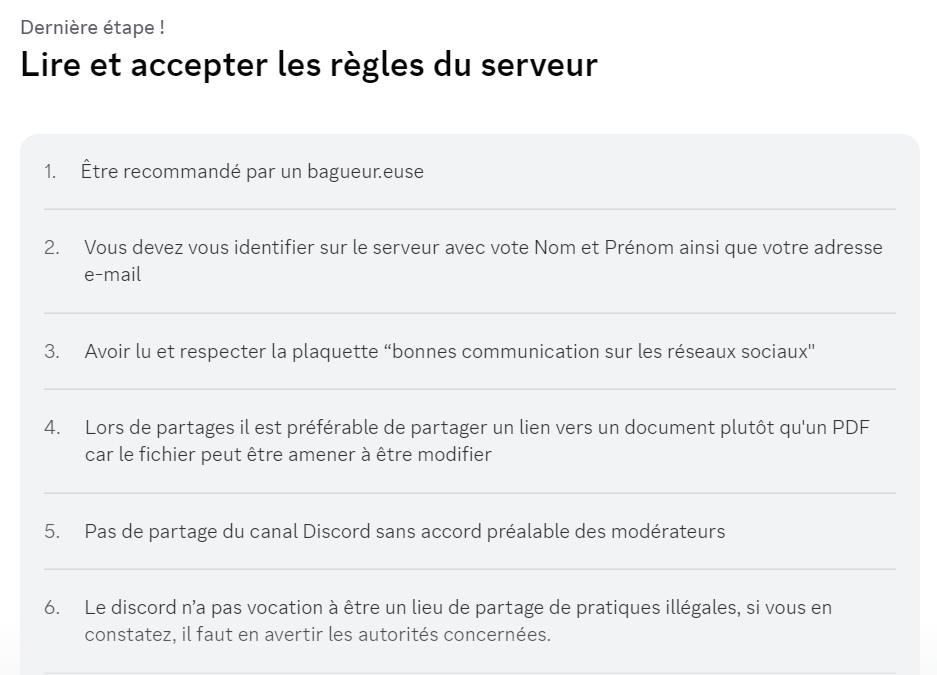 Dernière étape !
Lire et accepter les règles du serveur
1. Être recommandé par un bagueur.euse
2. Vous devez vous identifier sur le serveur avec vote Nom et Prénom ainsi que votre adresse
e-mail
3. Avoir lu et respecter la plaquette “bonnes communication sur les réseaux sociaux"
4. Lors de partages il est préférable de partager un lien vers un document plutôt qu'un PDF
car le fichier peut être amener à être modifier
5. Pas de partage du canal Discord sans accord préalable des modérateurs
6. Le discord n’a pas vocation à être un lieu de partage de pratiques illégales, si vous en
constatez, il faut en avertir les autorités concernées.